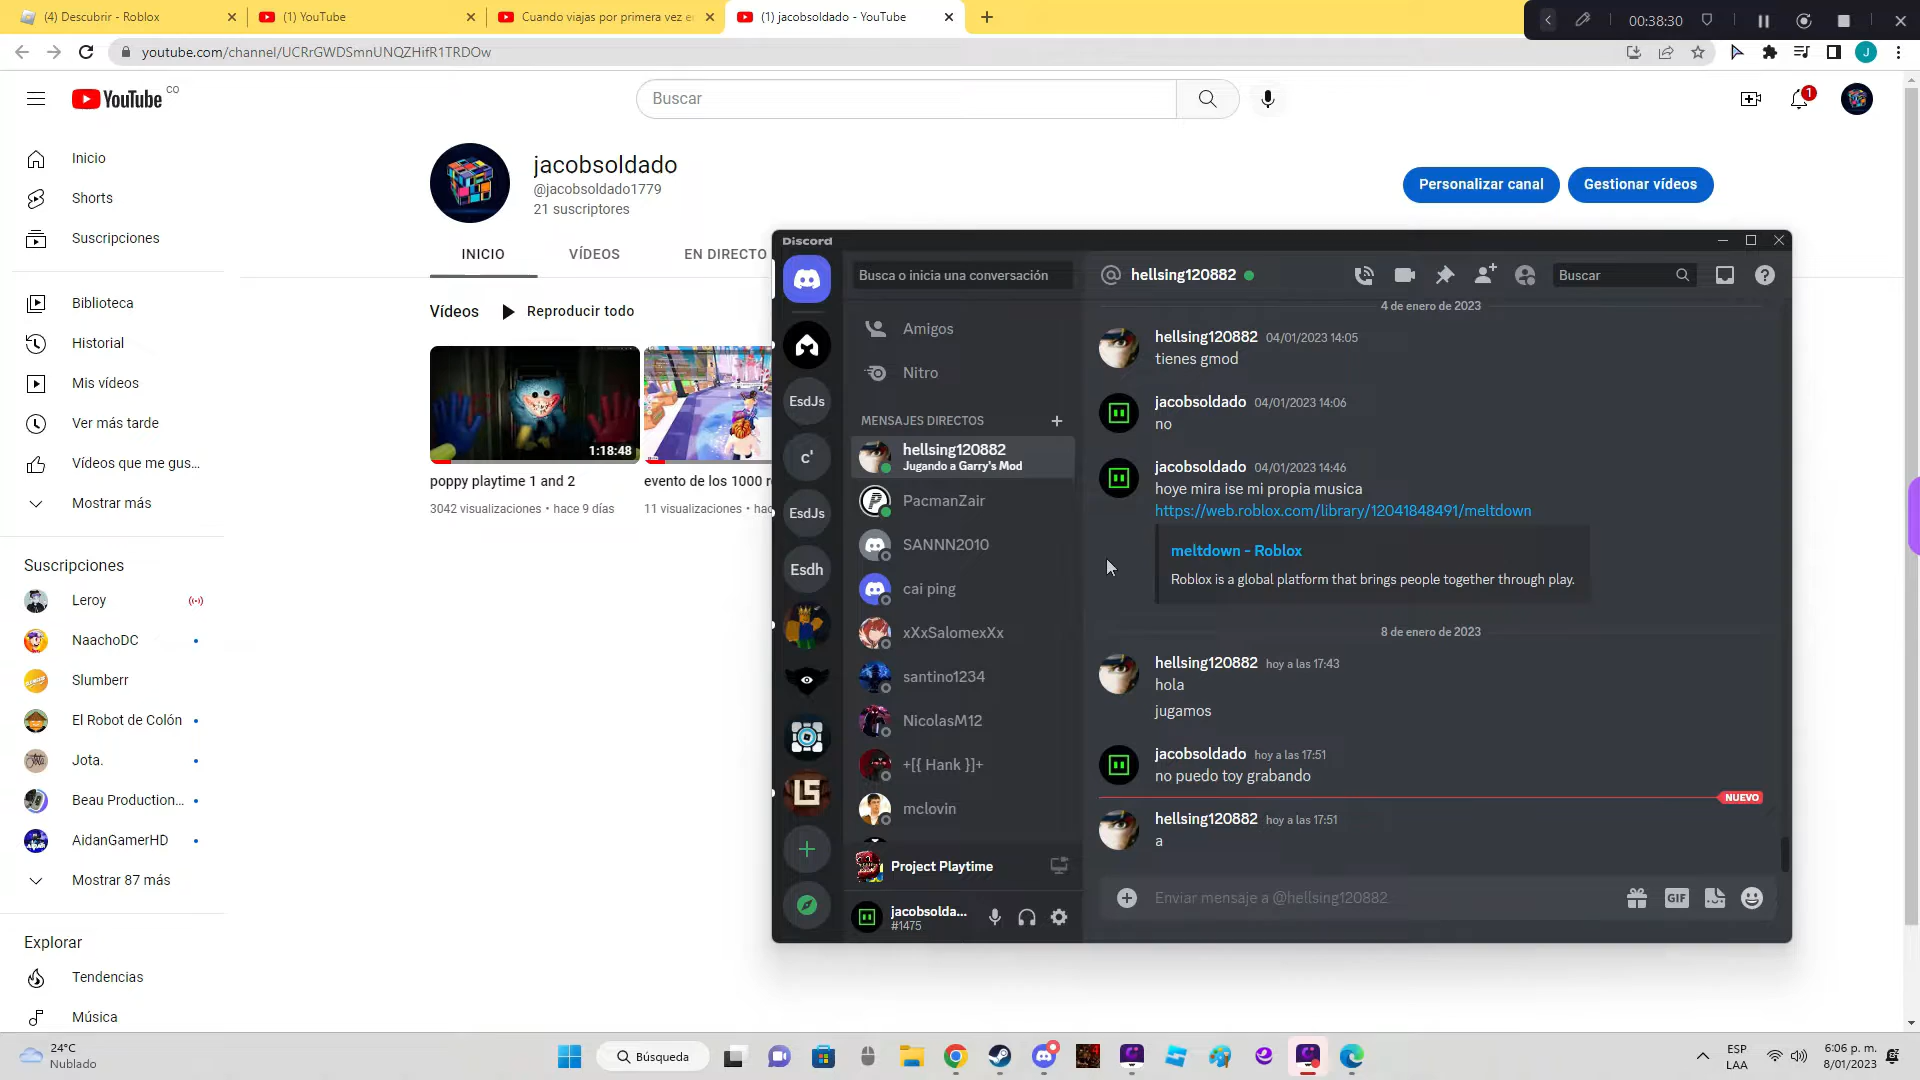 (4) Descubrir - Roblox
(1) YouTube
Cuando viajas por primera vez e
(1) jacobsoldado - YouTube
00:38:30
youtube.com/channel/UCRrGWDSmnUNQZHifR1TRDOw
J
YouTube
CO
Buscar
1
Inicio
Shorts
Suscripciones
Biblioteca
Historial
Mis vídeos
Ver más tarde
Vídeos que me gus...
Mostrar más
Suscripciones
Leroy
NaachoDC
Slumberr
El Robot de Colón
Jota.
Beau Production...
AidanGamerHD
Mostrar 87 más
Explorar
Tendencias
Música
jacobsoldado
@jacobsoldado1779
21 suscriptores
Personalizar canal
Gestionar vídeos
INICIO
VÍDEOS
EN DIRECTO
Vídeos
Reproducir todo
1:18:48
poppy playtime 1 and 2
3042 visualizaciones • hace 9 días
evento de los 1000 r
11 visualizaciones • hac
Discord
EsdJs
c'
EsdJs
Esdh
LS
Busca o inicia una conversación
Amigos
Nitro
MENSAJES DIRECTOS
hellsing120882
Jugando a Garry's Mod
PacmanZair
SANNN2010
cai ping
xXxSalomexXx
santino1234
NicolasM12
+[{ Hank }]+
mclovin
Project Playtime
jacobsolda...
#1475
hellsing120882
Buscar
4 de enero de 2023
hellsing120882 04/01/2023 14:05
tienes gmod
jacobsoldado 04/01/2023 14:06
no
jacobsoldado 04/01/2023 14:46
hoye mira ise mi propia musica
https://web.roblox.com/library/12041848491/meltdown
meltdown - Roblox
Roblox is a global platform that brings people together through play.
8 de enero de 2023
hellsing120882 hoy a las 17:43
hola
jugamos
jacobsoldado hoy a las 17:51
no puedo toy grabando
NUEVO
hellsing120882 hoy a las 17:51
a
Enviar mensaje a @hellsing120882
GIF
24°C
Nublado
Búsqueda
ESP
LAA
6:06 p. m.
8/01/2023